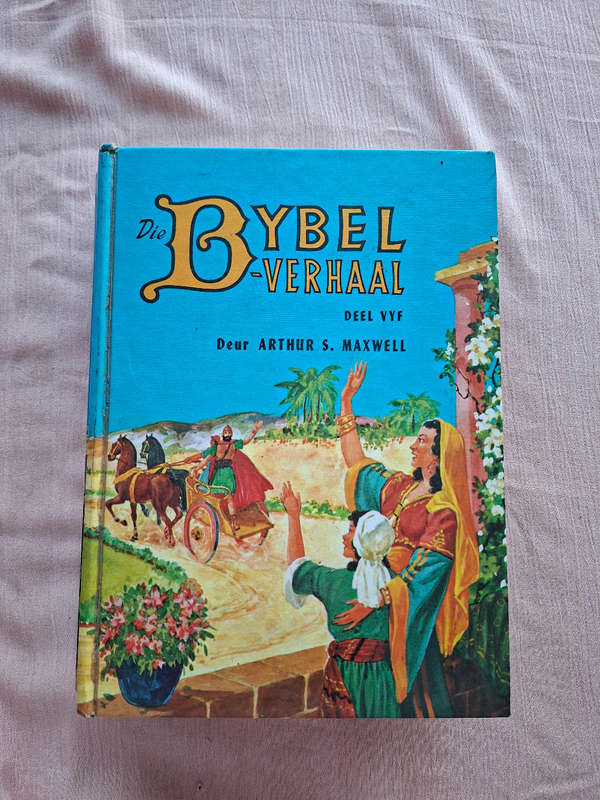 Die BYBEL
-VERHAAL
DEEL VYF
Deur ARTHUR S. MAXWELL